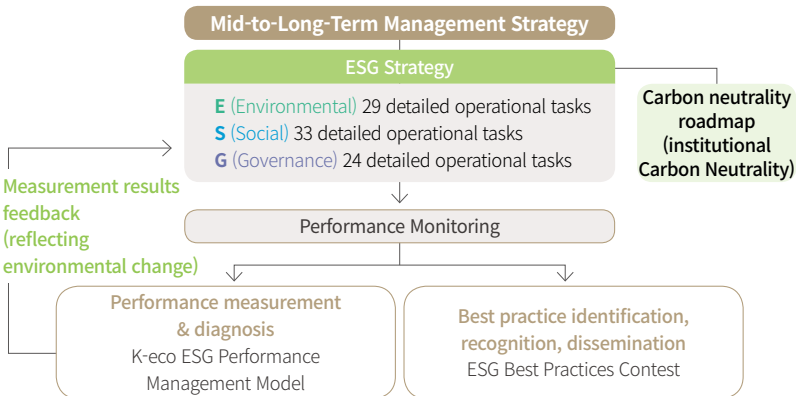 Mid-to-Long-Term Management Strategy
ESG Strategy
E (Environmental) 29 detailed operational tasks
S (Social) 33 detailed operational tasks
G (Governance) 24 detailed operational tasks
Carbon neutrality
roadmap
(institutional
Carbon Neutrality)
Measurement results
feedback
(reflecting
environmental change)
Performance Monitoring
Performance measurement
& diagnosis
K-eco ESG Performance
Management Model
Best practice identification,
recognition, dissemination
ESG Best Practices Contest